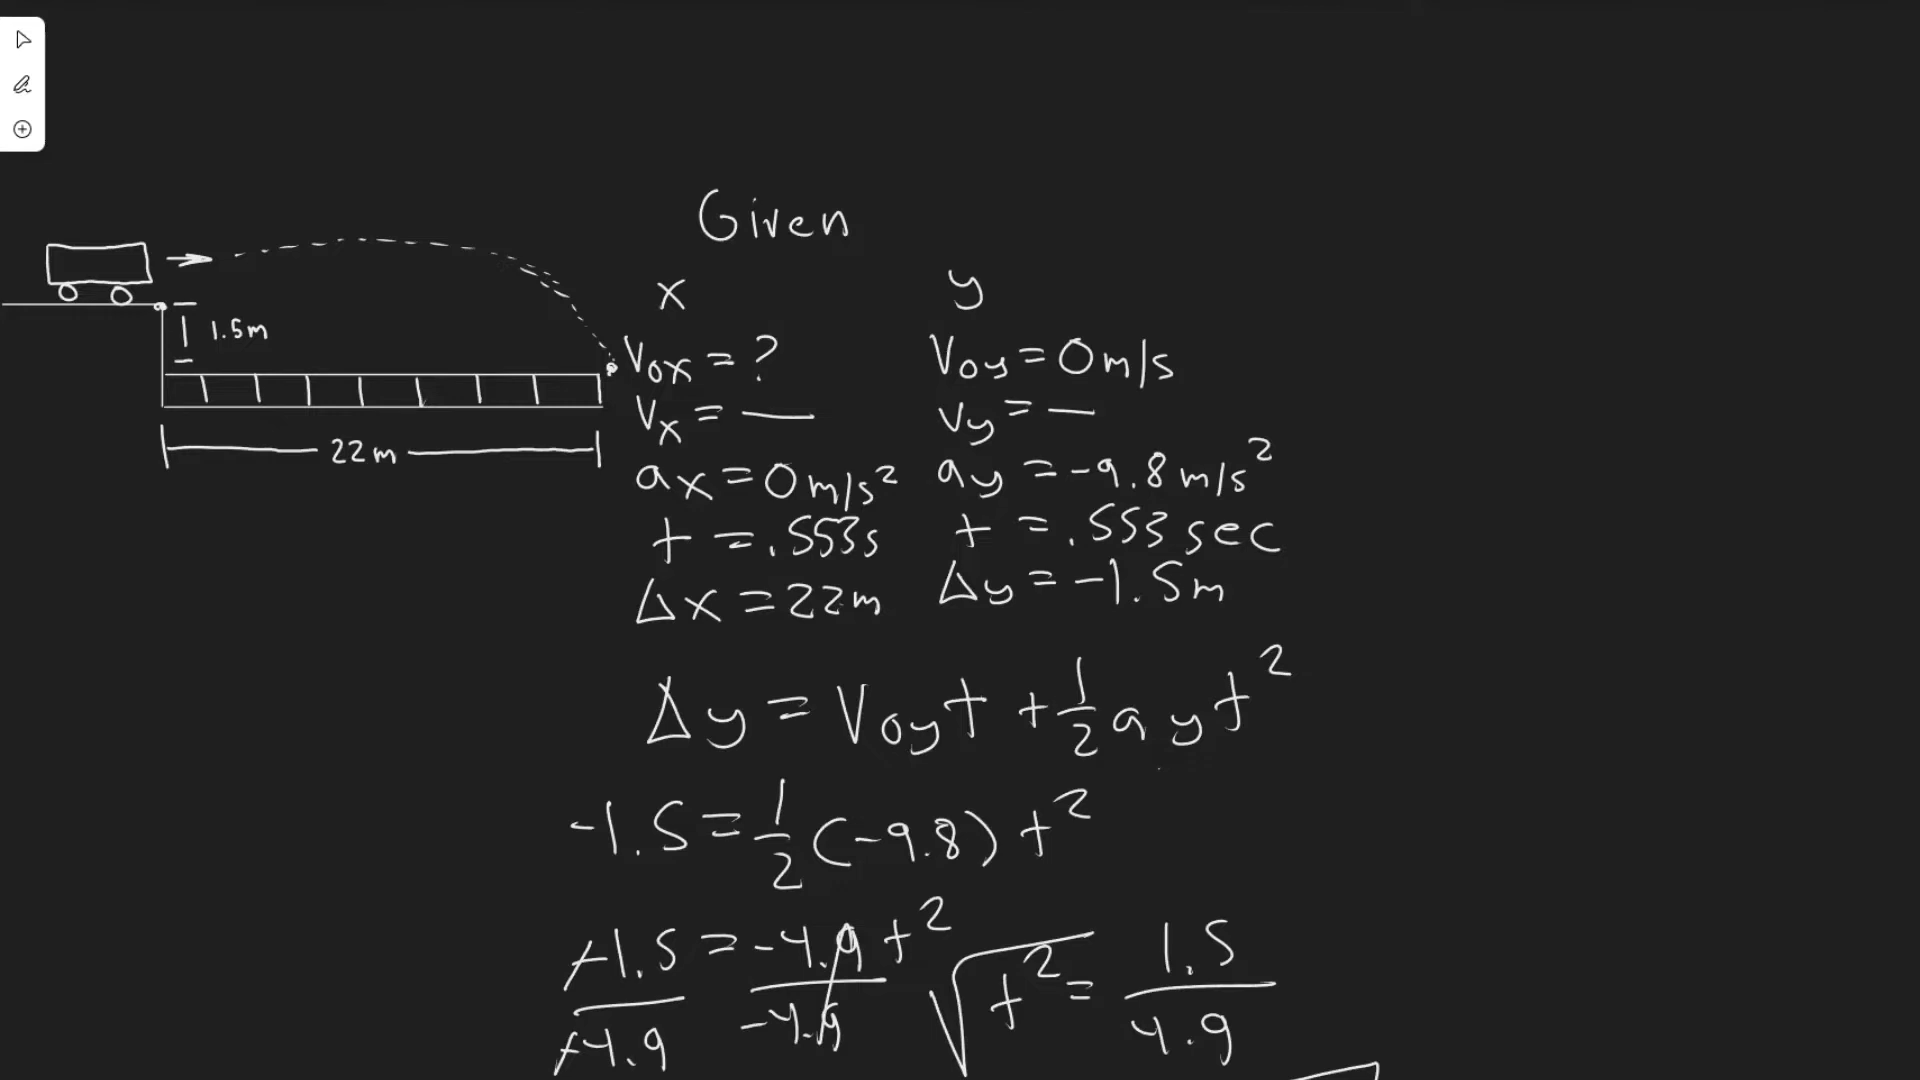 Given
x y
1.5m
Vox = ? Voy = 0 m/s
Vx = — Vy = —
22m
ax = 0 m/s² ay = -9.8 m/s²
t = .553s t = .553 sec
Δx = 22m Δy = -1.5m
Δy = Voyt + 1/2 ayt²
-1.5 = 1/2 (-9.8) t²
-1.5/-4.9 = -4.9t²/-4.9 √t² = 1.5/4.9